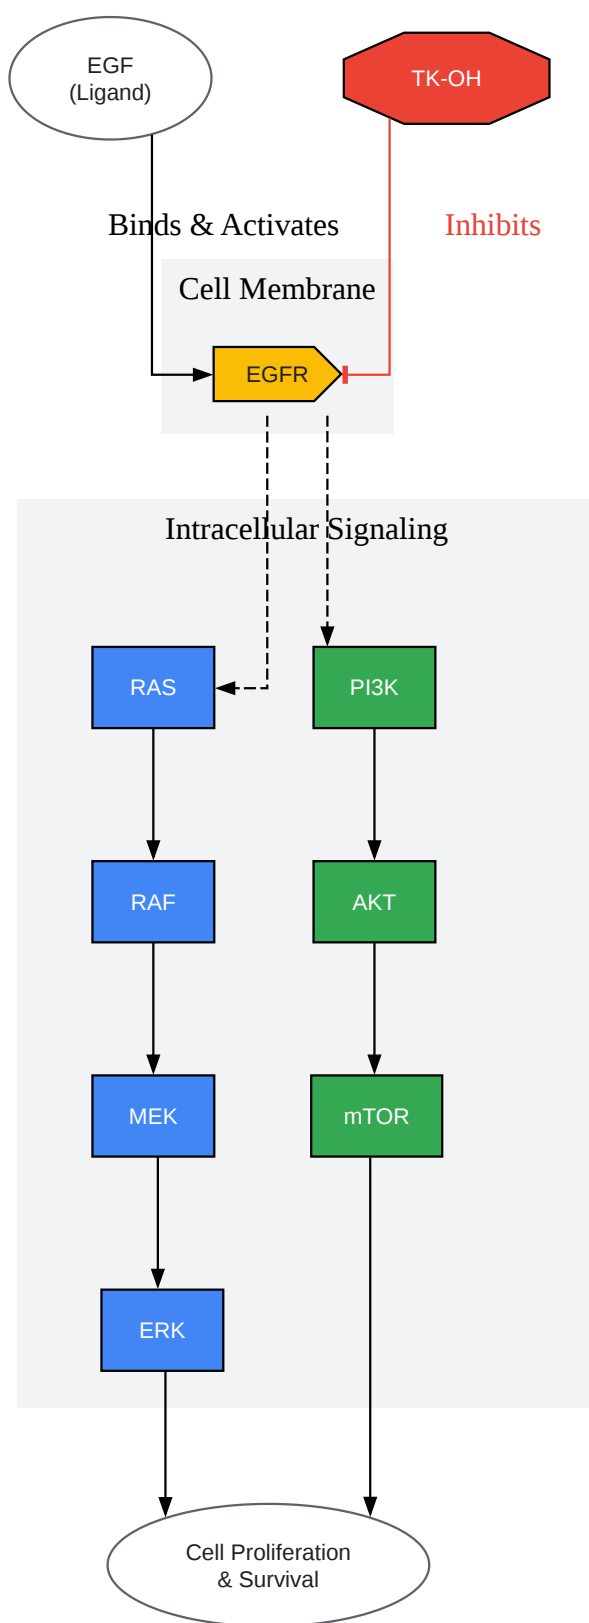 EGF
(Ligand)
TK-OH
Binds & Activates
Inhibits
Cell Membrane
EGFR
Intracellular Signaling
RAS
PI3K
RAF
AKT
MEK
mTOR
ERK
Cell Proliferation
& Survival